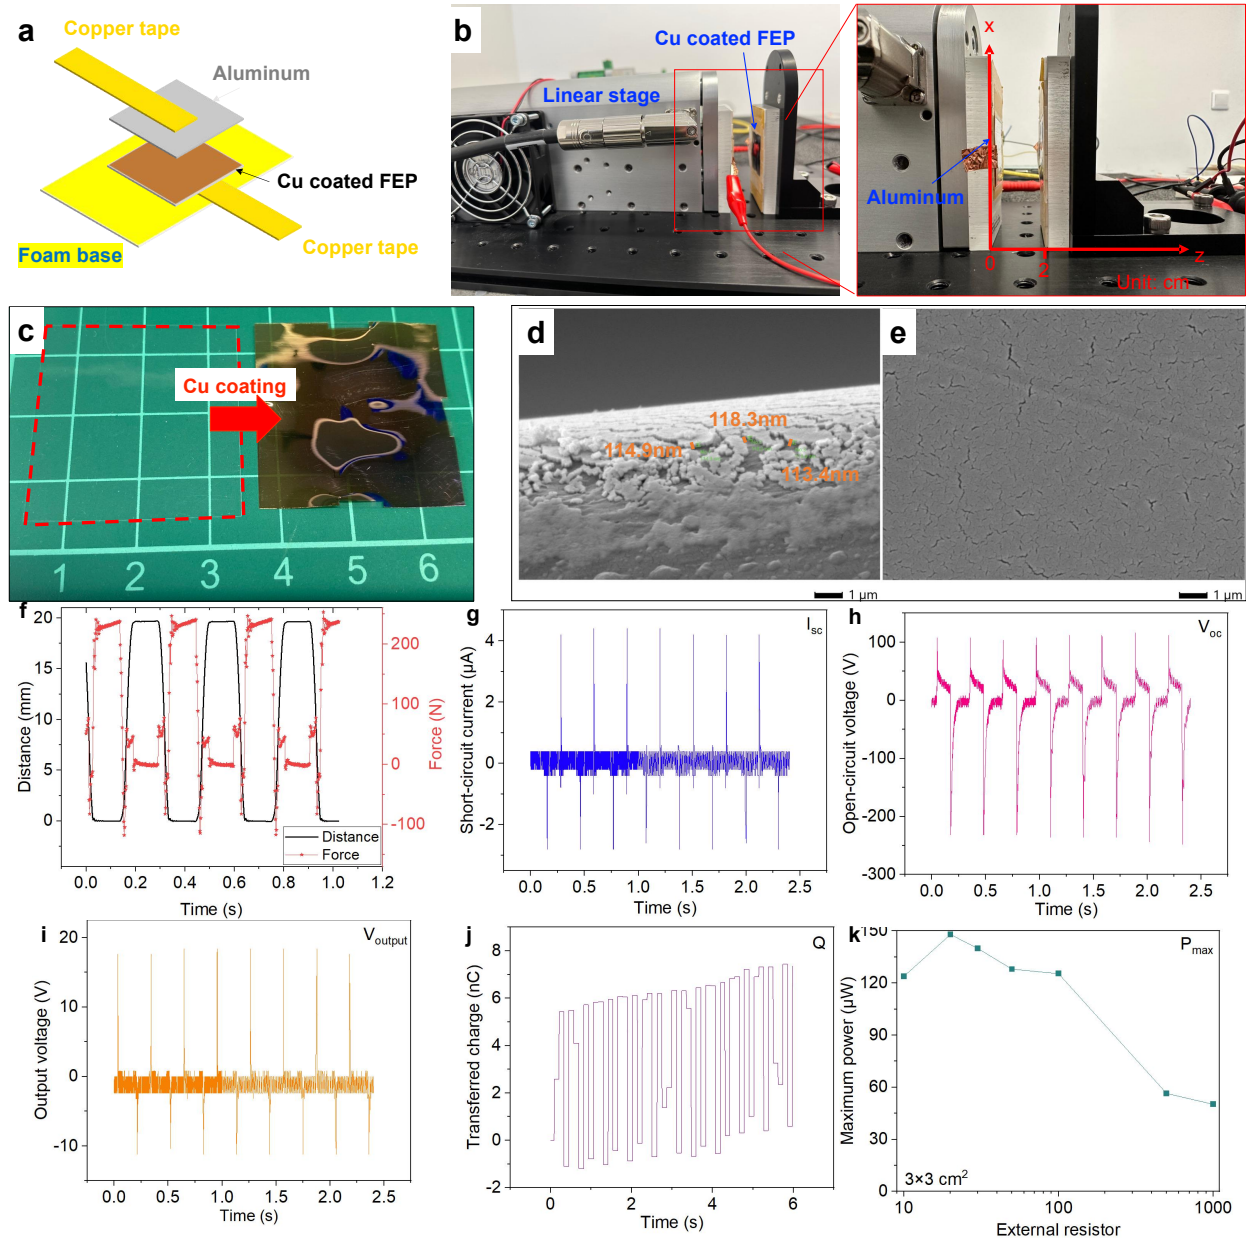 a
Copper tape
Aluminum
Cu coated FEP
Foam base
Copper tape
b
Cu coated FEP
Linear stage
Aluminum
X
0
2
z
Unit: cm
c
Cu coating
1 2 3 4 5 6
d
118.3nm
114.9nm
113.4nm
1 μm
e
1 μm
f
Distance (mm)
20
15
10
5
0
Force (N)
200
100
0
-100
Distance
Force
0.0 0.2 0.4 0.6 0.8 1.0 1.2
Time (s)
g
Isc
Short-circuit current (μA)
4
2
0
-2
0.0 0.5 1.0 1.5 2.0 2.5
Time (s)
h
Voc
Open-circuit voltage (V)
100
0
-100
-200
-300
0.0 0.5 1.0 1.5 2.0 2.5
Time (s)
i
Voutput
Output voltage (V)
20
10
0
-10
0.0 0.5 1.0 1.5 2.0 2.5
Time (s)
j
Q
Transferred charge (nC)
8
6
4
2
0
-2
0 2 4 6
Time (s)
k
Pmax
Maximum power (μW)
150
120
90
60
30
0
3×3 cm²
10 100 1000
External resistor